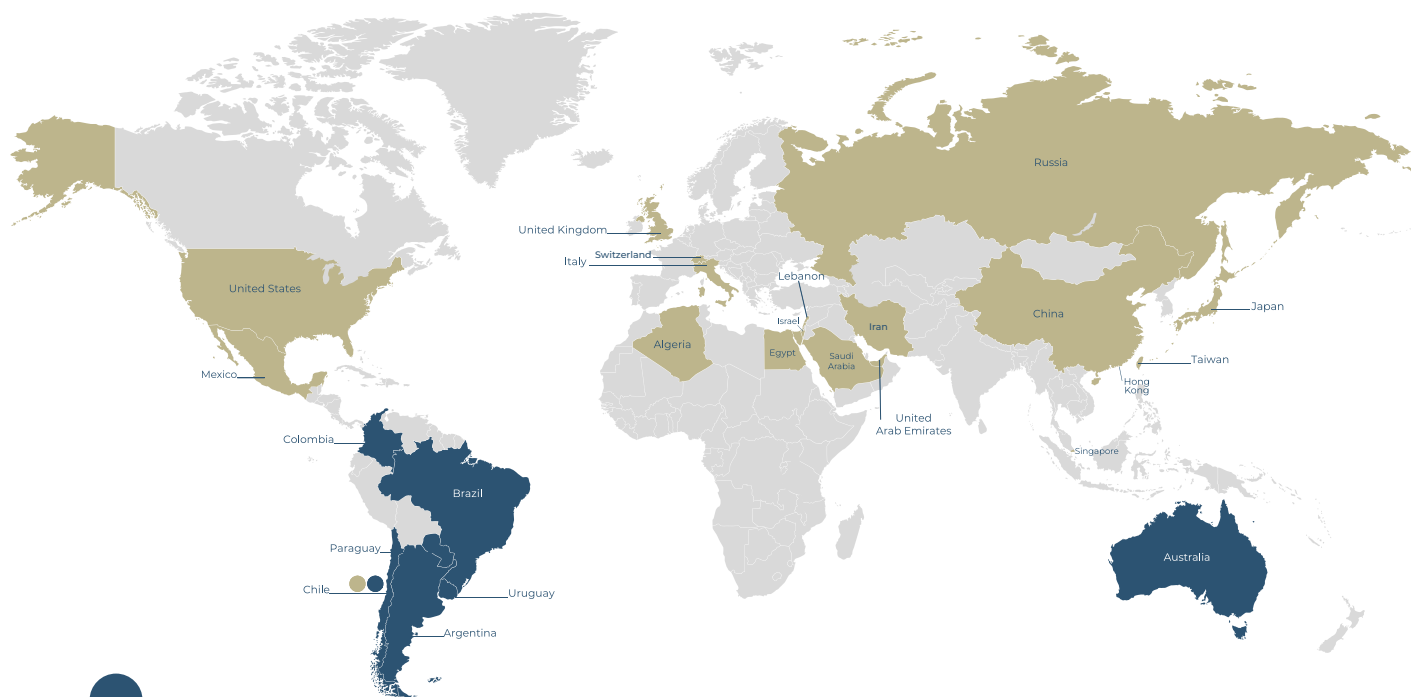 Russia
United Kingdom
Switzerland
Italy
Lebanon
United States
Israel
Iran
China
Japan
Algeria
Egypt
Saudi
Arabia
Taiwan
Mexico
Hong
Kong
United
Arab Emirates
Colombia
Singapore
Brazil
Paraguay
Australia
Chile
Uruguay
Argentina